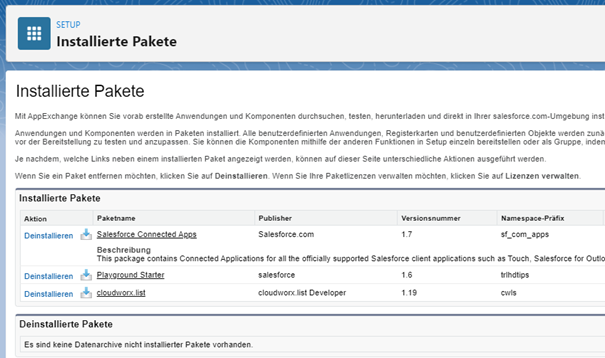 SETUP
Installierte Pakete
Installierte Pakete
Mit AppExchange können Sie vorab erstellte Anwendungen und Komponenten durchsuchen, testen, herunterladen und direkt in Ihrer salesforce.com-Umgebung inst
Anwendungen und Komponenten werden in Paketen installiert. Alle benutzerdefinierten Anwendungen, Registerkarten und benutzerdefinierten Objekte werden zunä
vor der Bereitstellung zu testen und anzupassen. Sie können die Komponenten mithilfe der anderen Funktionen in Setup einzeln bereitstellen oder als Gruppe, inden
Je nachdem, welche Links neben einem installierten Paket angezeigt werden, können auf dieser Seite unterschiedliche Aktionen ausgeführt werden.
Wenn Sie ein Paket entfernen möchten, klicken Sie auf Deinstallieren. Wenn Sie Ihre Paketlizenzen verwalten möchten, klicken Sie auf Lizenzen verwalten.
Installierte Pakete
Aktion Paketname Publisher Versionsnummer Namespace-Präfix
Deinstallieren Salesforce Connected Apps Salesforce.com 1.7 sf_com_apps
Beschreibung
This package contains Connected Applications for all the officially supported Salesforce client applications such as Touch, Salesforce for Outlo
Deinstallieren Playground Starter salesforce 1.6 trlhdtips
Deinstallieren cloudworx.list cloudworx.list Developer 1.19 cwls
Deinstallierte Pakete
Es sind keine Datenarchive nicht installierter Pakete vorhanden.